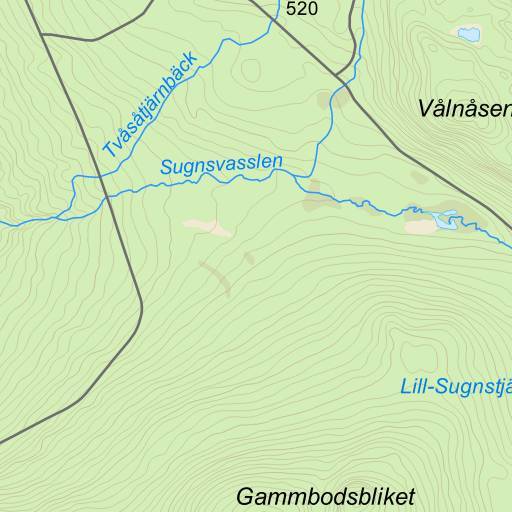 520
Tvåsåtjärnbäck
Vålnåsen
Sugnsvasslen
Lill-Sugnstjä
Gammbodsbliket